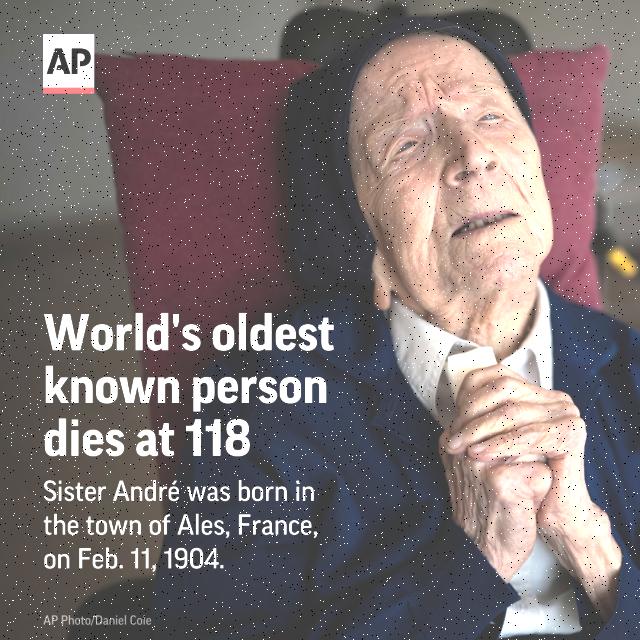 AP
World's oldest
known person
dies at 118
Sister André was born in
the town of Ales, France,
on Feb. 11, 1904.
AP Photo/Daniel Cole